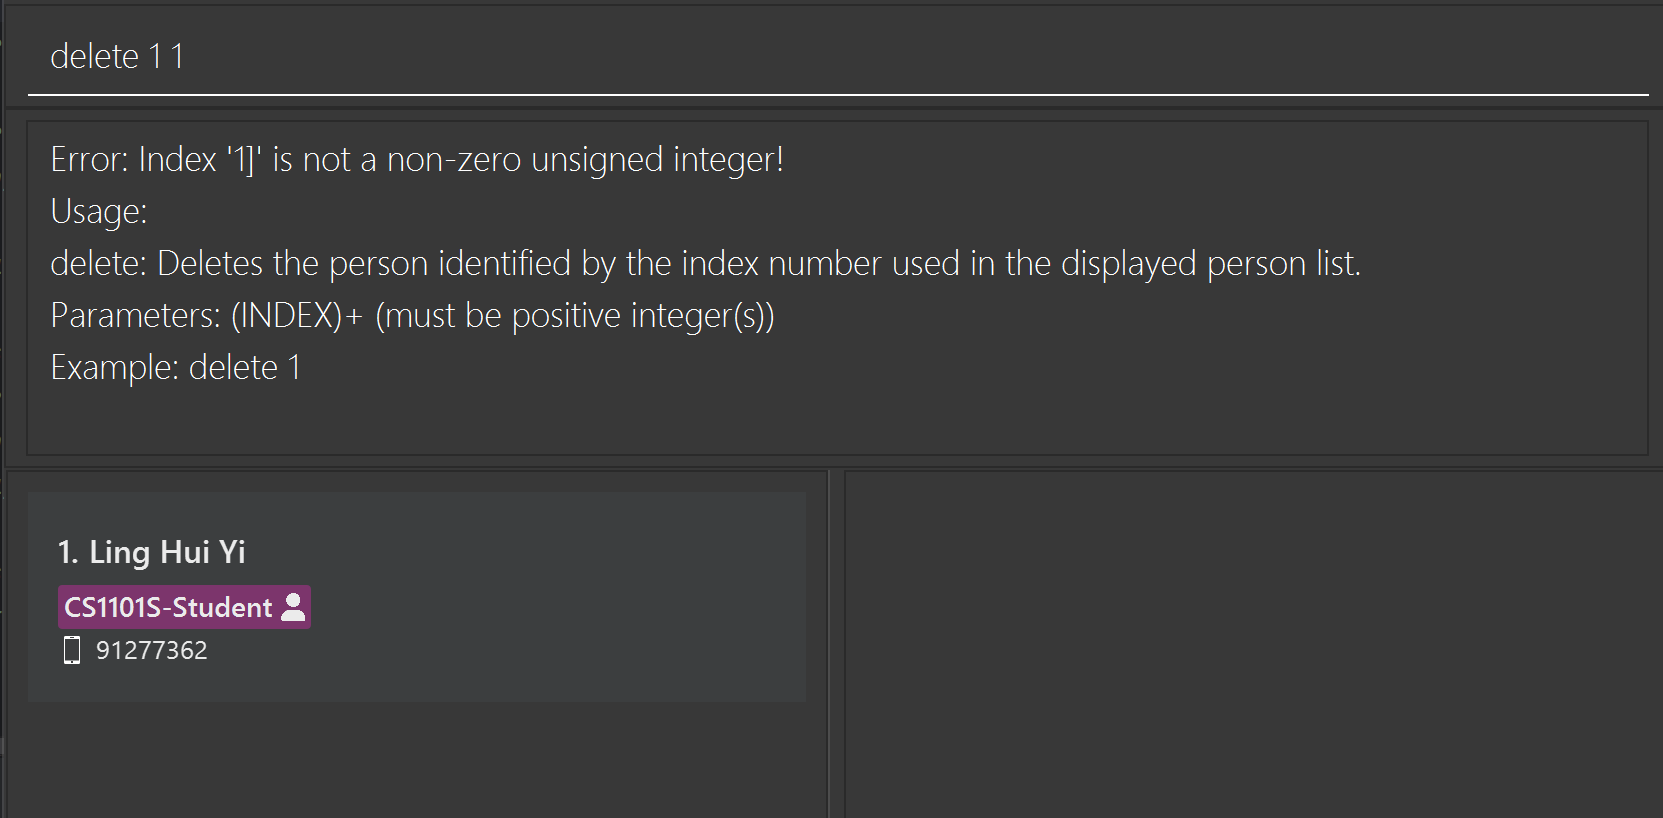 delete 1 1
Error: Index '1]' is not a non-zero unsigned integer!
Usage:
delete: Deletes the person identified by the index number used in the displayed person list.
Parameters: (INDEX)+ (must be positive integer(s))
Example: delete 1
1. Ling Hui Yi
CS1101S-Student
91277362